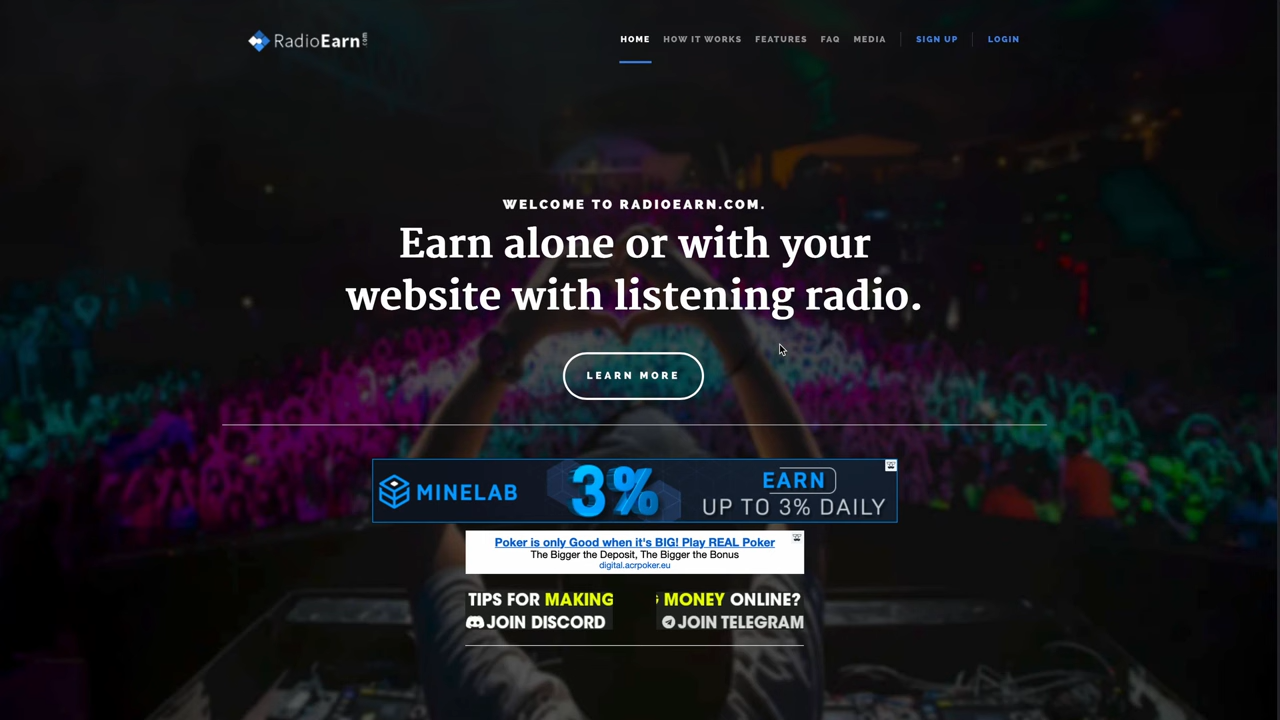 RadioEarn.com
HOME HOW IT WORKS FEATURES FAQ MEDIA SIGN UP LOGIN
WELCOME TO RADIOEARN.COM.
Earn alone or with your
website with listening radio.
LEARN MORE
MINELAB 3% EARN
UP TO 3% DAILY
Poker is only Good when it's BIG! Play REAL Poker
The Bigger the Deposit, The Bigger the Bonus
digital.acrpoker.eu
TIPS FOR MAKING MONEY ONLINE?
JOIN DISCORD JOIN TELEGRAM